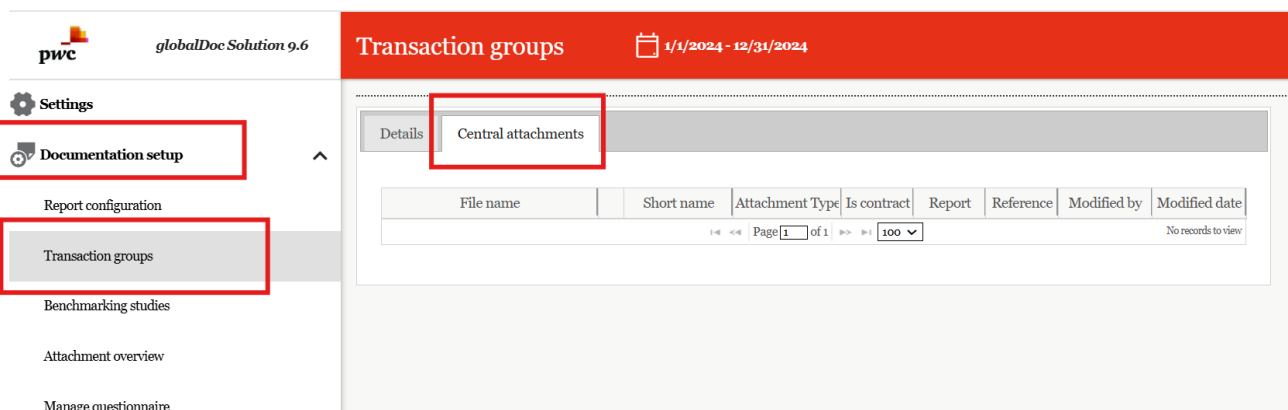 pwc globalDoc Solution 9.6
Transaction groups 1/1/2024 - 12/31/2024
Settings
Documentation setup
Report configuration
Transaction groups
Benchmarking studies
Attachment overview
Manage questionnaire
Details Central attachments
File name Short name Attachment Type Is contract Report Reference Modified by Modified date
Page 1 of 1 100 No records to view